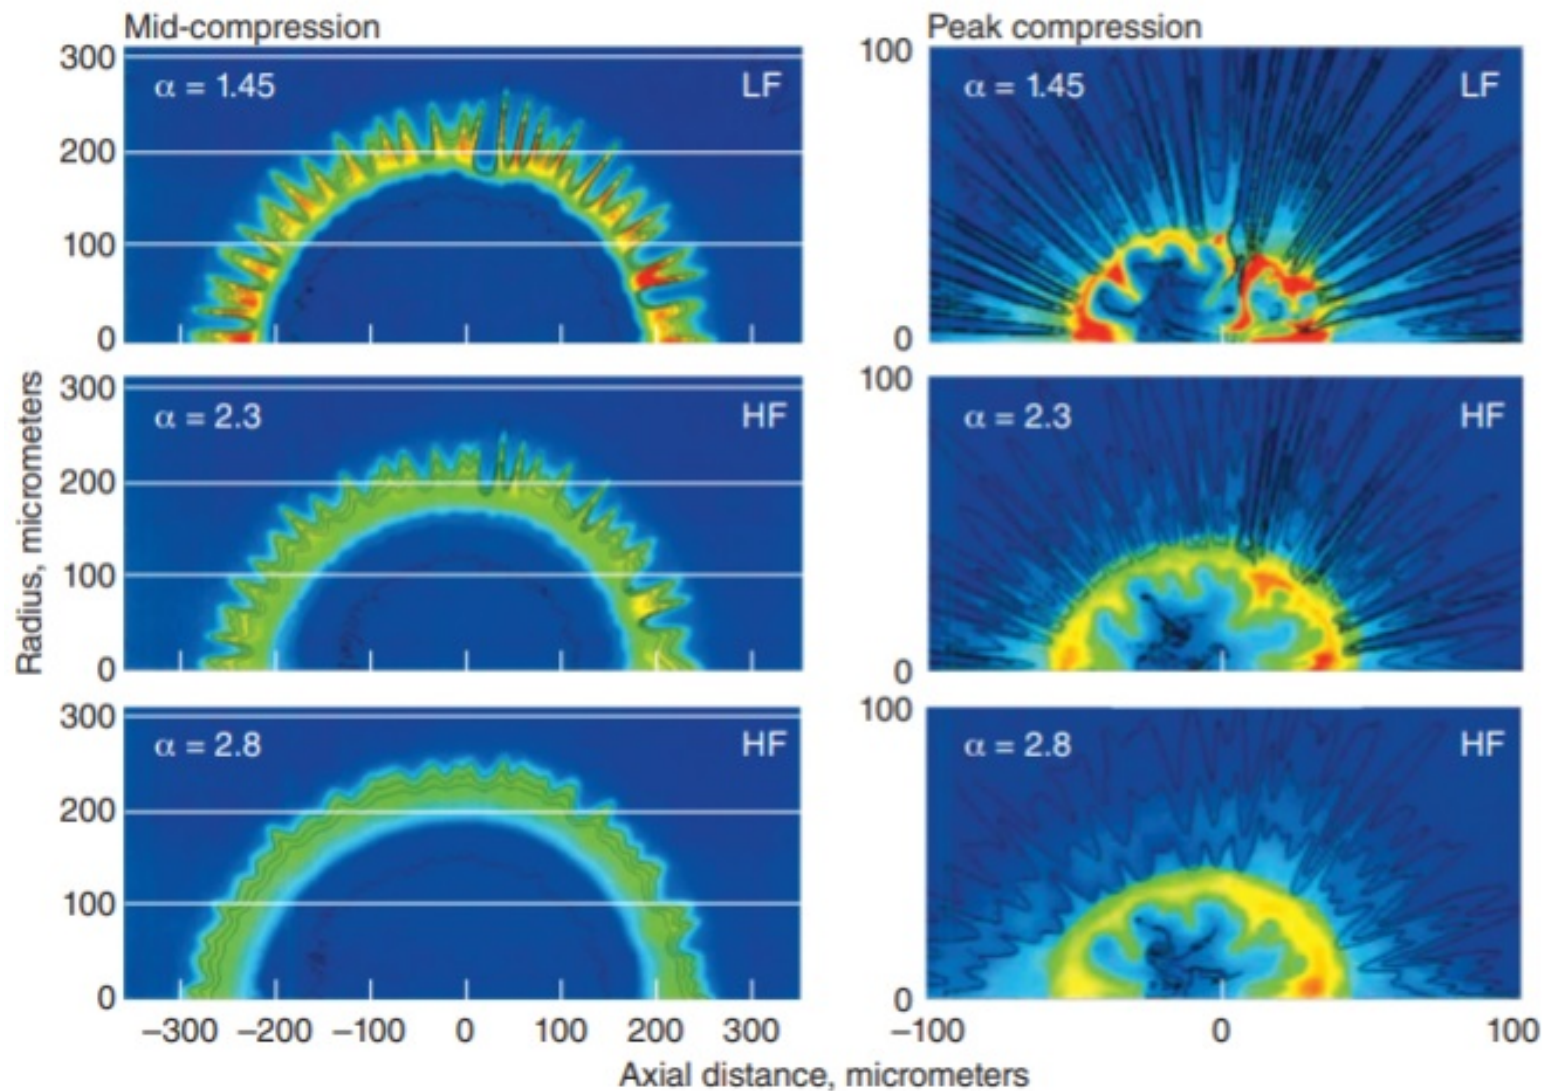 Mid-compression
Peak compression
300
200
100
0
α = 1.45
LF
100
0
α = 1.45
LF
300
200
100
0
α = 2.3
HF
100
0
α = 2.3
HF
300
200
100
0
α = 2.8
HF
100
0
α = 2.8
HF
Radius, micrometers
−300 −200 −100 0 100 200 300
−100 0 100
Axial distance, micrometers